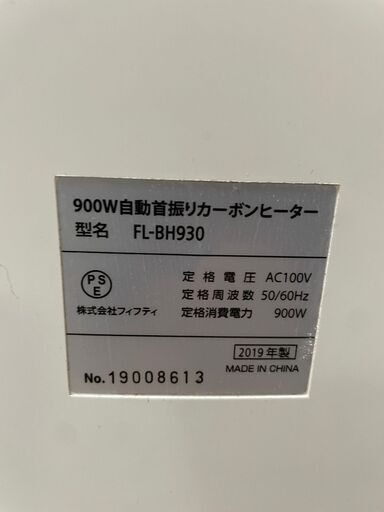 900W自動首振りカーボンヒーター
型名 FL-BH930
PSE
株式会社フィフティ
定格電圧 AC100V
定格周波数 50/60Hz
定格消費電力 900W
2019年製
MADE IN CHINA
No. 19008613